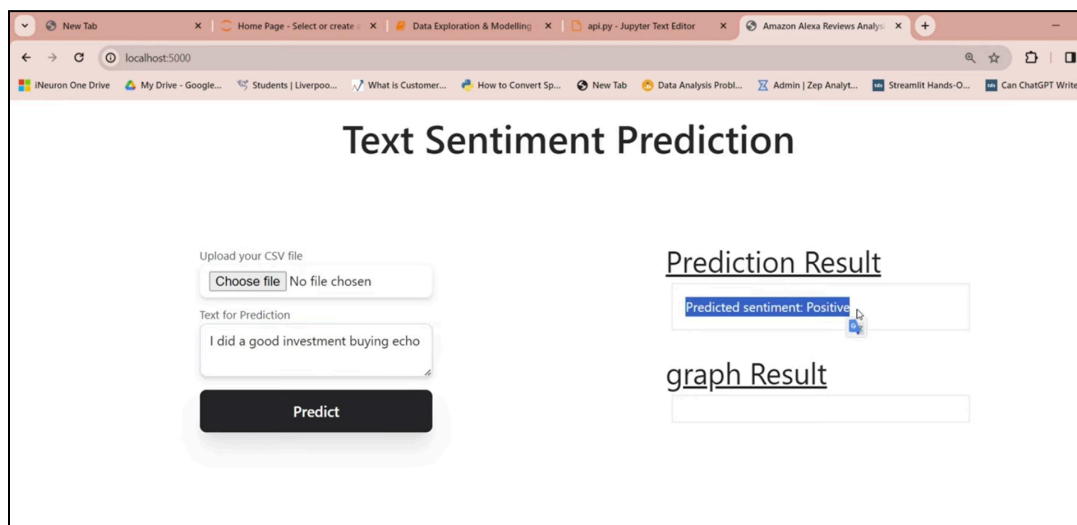 New Tab
Home Page - Select or create a
Data Exploration & Modelling
api.py - Jupyter Text Editor
Amazon Alexa Reviews Analys
localhost:5000
iNeuron One Drive
My Drive - Google...
Students | Liverpoo...
What is Customer...
How to Convert Sp...
New Tab
Data Analysis Probl...
Admin | Zep Analyt...
Streamlit Hands-O...
Can ChatGPT Write
Text Sentiment Prediction
Upload your CSV file
Choose file No file chosen
Text for Prediction
I did a good investment buying echo
Predict
Prediction Result
Predicted sentiment: Positive
graph Result